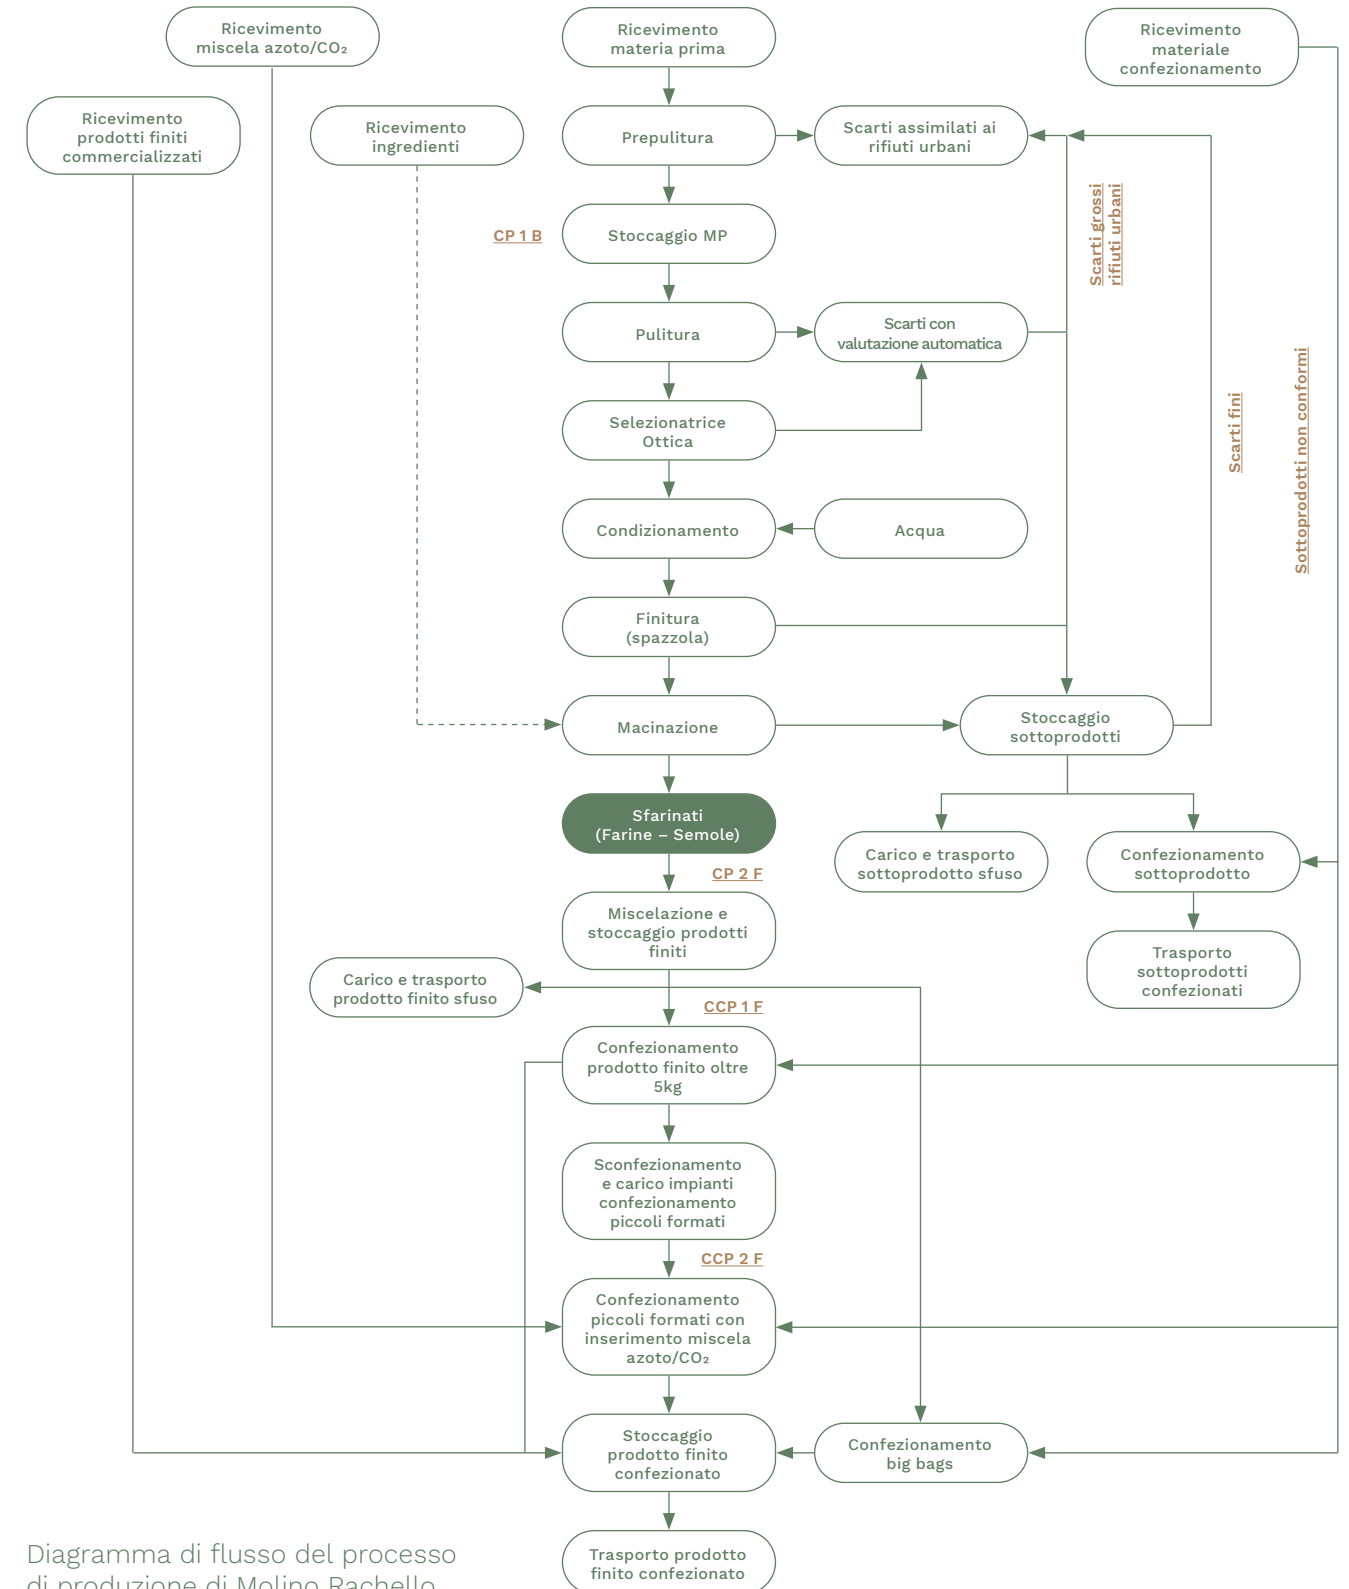 Ricevimento
miscela azoto/CO₂
Ricevimento
materia prima
Ricevimento
materiale
confezionamento
Ricevimento
prodotti finiti
commercializzati
Ricevimento
ingredienti
Prepulitura
Scarti assimilati ai
rifiuti urbani
Scarti grossi
rifiuti urbani
CP 1 B
Stoccaggio MP
Pulitura
Scarti con
valutazione automatica
Scarti fini
Sottoprodotti non conformi
Selezionatrice
Ottica
Condizionamento
Acqua
Finitura
(spazzola)
Macinazione
Stoccaggio
sottoprodotti
Sfarinati
(Farine – Semole)
CP 2 F
Carico e trasporto
sottoprodotto sfuso
Confezionamento
sottoprodotto
Miscelazione e
stoccaggio prodotti
finiti
Trasporto
sottoprodotti
confezionati
Carico e trasporto
prodotto finito sfuso
CCP 1 F
Confezionamento
prodotto finito oltre
5kg
Sconfezionamento
e carico impianti
confezionamento
piccoli formati
CCP 2 F
Confezionamento
piccoli formati con
inserimento miscela
azoto/CO₂
Stoccaggio
prodotto finito
confezionato
Confezionamento
big bags
Trasporto prodotto
finito confezionato
Diagramma di flusso del processo
di produzione di Molino Rachello